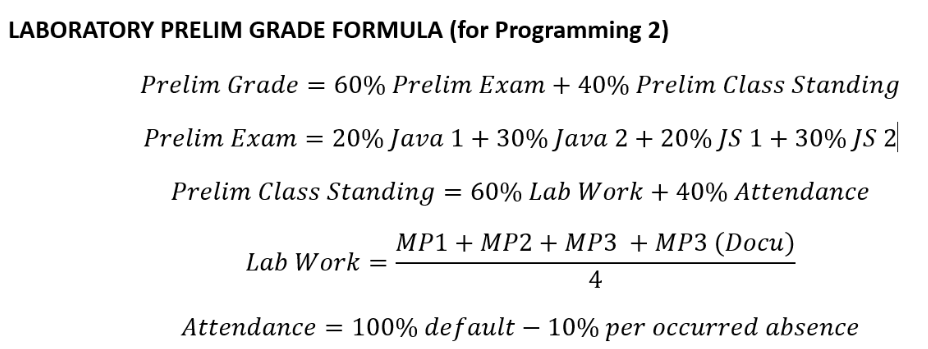 LABORATORY PRELIM GRADE FORMULA (for Programming 2)
Prelim Grade = 60% Prelim Exam + 40% Prelim Class Standing
Prelim Exam = 20% Java 1 + 30% Java 2 + 20% JS 1 + 30% JS 2
Prelim Class Standing = 60% Lab Work + 40% Attendance
Lab Work = MP1 + MP2 + MP3 + MP3 (Docu)
4
Attendance = 100% default − 10% per occurred absence